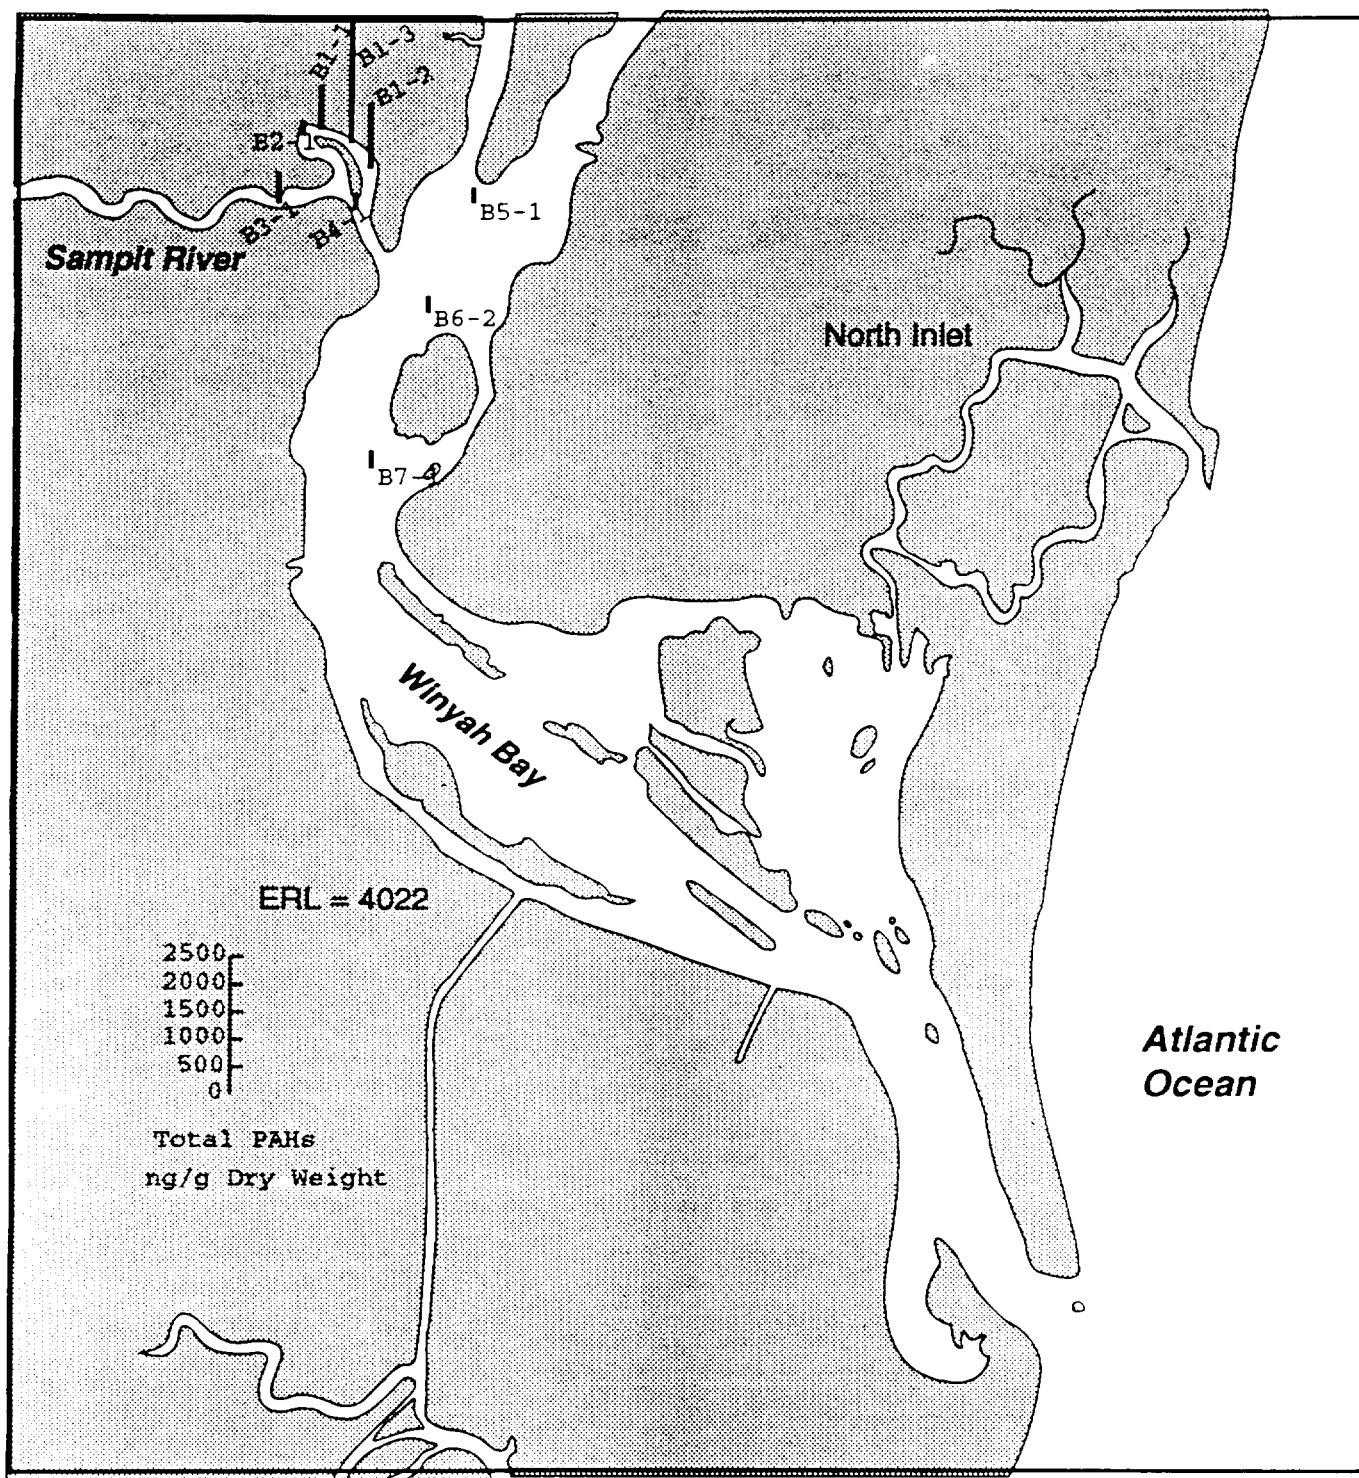 B1-1
B1-3
B1-2
B2-1
B3-1
B4-1
B5-1
Sampit River
B6-2
North Inlet
B7-4
Winyah Bay
ERL = 4022
2500
2000
1500
1000
500
0
Total PAHs
ng/g Dry Weight
Atlantic
Ocean